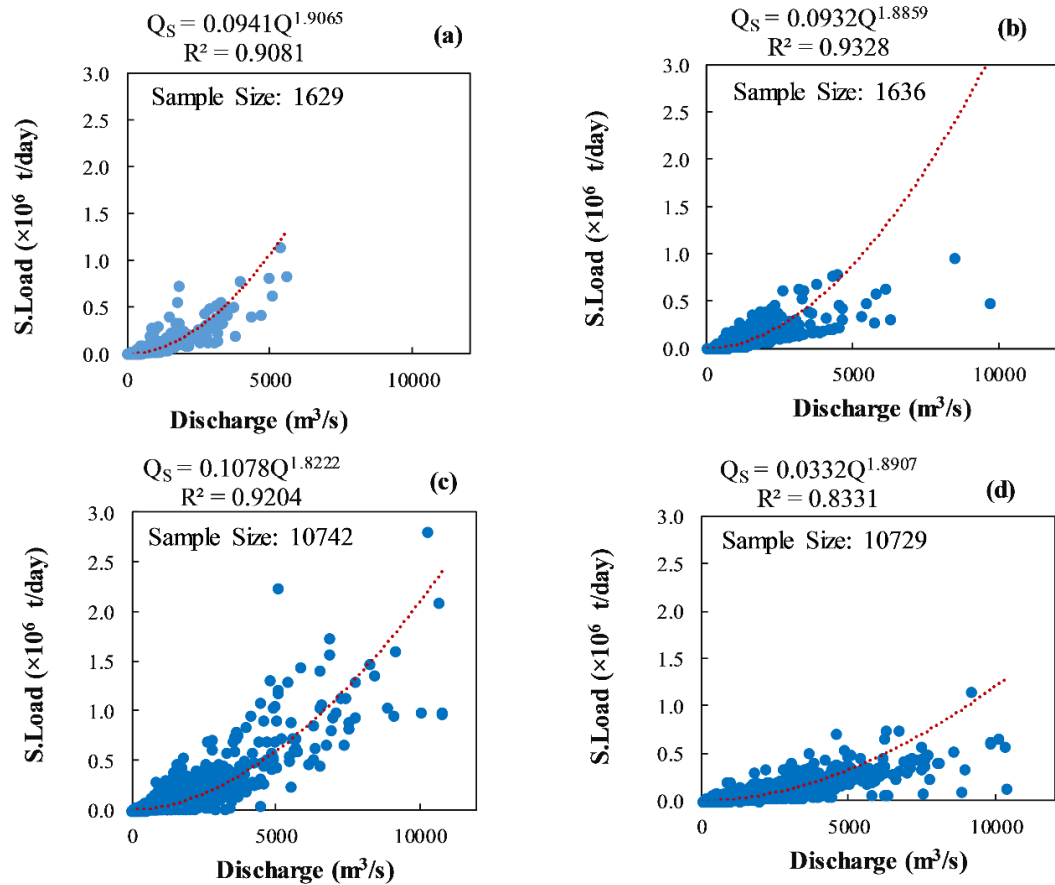 Q_S = 0.0941Q^1.9065
R² = 0.9081
(a)
Sample Size: 1629
S.Load (×10⁶ t/day)
3.0
2.5
2.0
1.5
1.0
0.5
0.0
0 5000 10000
Discharge (m³/s)
Q_S = 0.0932Q^1.8859
R² = 0.9328
(b)
Sample Size: 1636
S.Load (×10⁶ t/day)
3.0
2.5
2.0
1.5
1.0
0.5
0.0
0 5000 10000
Discharge (m³/s)
Q_S = 0.1078Q^1.8222
R² = 0.9204
(c)
Sample Size: 10742
S.Load (×10⁶ t/day)
3.0
2.5
2.0
1.5
1.0
0.5
0.0
0 5000 10000
Discharge (m³/s)
Q_S = 0.0332Q^1.8907
R² = 0.8331
(d)
Sample Size: 10729
S.Load (×10⁶ t/day)
3.0
2.5
2.0
1.5
1.0
0.5
0.0
0 5000 10000
Discharge (m³/s)